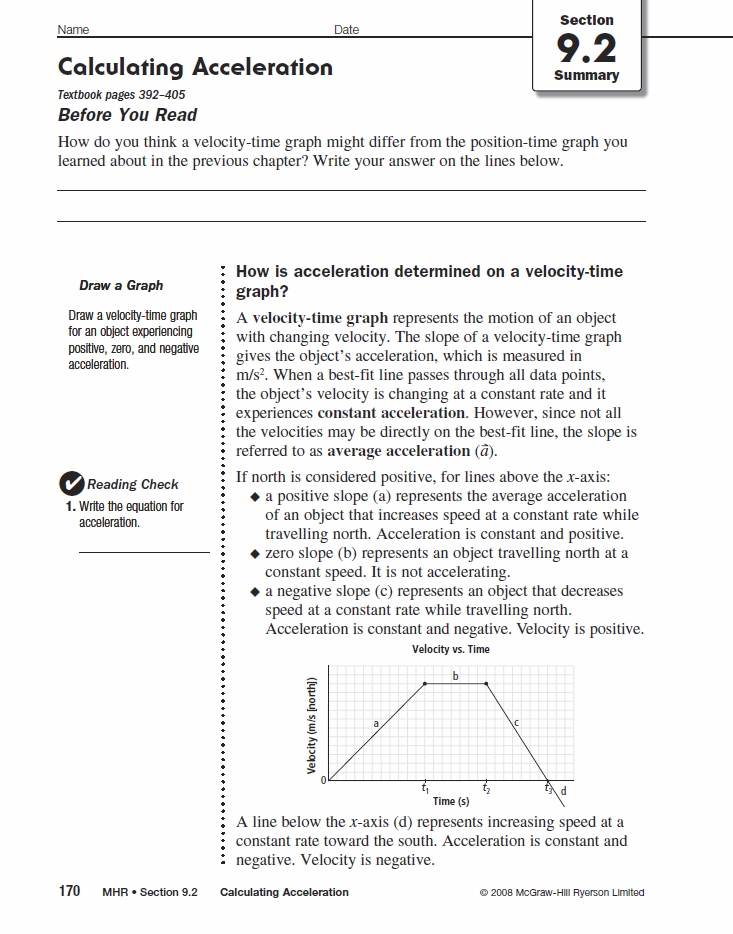 Name Date
Section
9.2
Summary
Calculating Acceleration
Textbook pages 392–405
Before You Read
How do you think a velocity-time graph might differ from the position-time graph you
learned about in the previous chapter? Write your answer on the lines below.
Draw a Graph
Draw a velocity-time graph
for an object experiencing
positive, zero, and negative
acceleration.
✔ Reading Check
1. Write the equation for
acceleration.
How is acceleration determined on a velocity-time
graph?
A velocity-time graph represents the motion of an object
with changing velocity. The slope of a velocity-time graph
gives the object's acceleration, which is measured in
m/s². When a best-fit line passes through all data points,
the object's velocity is changing at a constant rate and it
experiences constant acceleration. However, since not all
the velocities may be directly on the best-fit line, the slope is
referred to as average acceleration (a⃗).
If north is considered positive, for lines above the x-axis:
◆ a positive slope (a) represents the average acceleration
of an object that increases speed at a constant rate while
travelling north. Acceleration is constant and positive.
◆ zero slope (b) represents an object travelling north at a
constant speed. It is not accelerating.
◆ a negative slope (c) represents an object that decreases
speed at a constant rate while travelling north.
Acceleration is constant and negative. Velocity is positive.
Velocity vs. Time
Velocity (m/s [north])
a
b
c
d
0
t₁ t₂ t₃
Time (s)
A line below the x-axis (d) represents increasing speed at a
constant rate toward the south. Acceleration is constant and
negative. Velocity is negative.
170 MHR • Section 9.2 Calculating Acceleration © 2008 McGraw-Hill Ryerson Limited